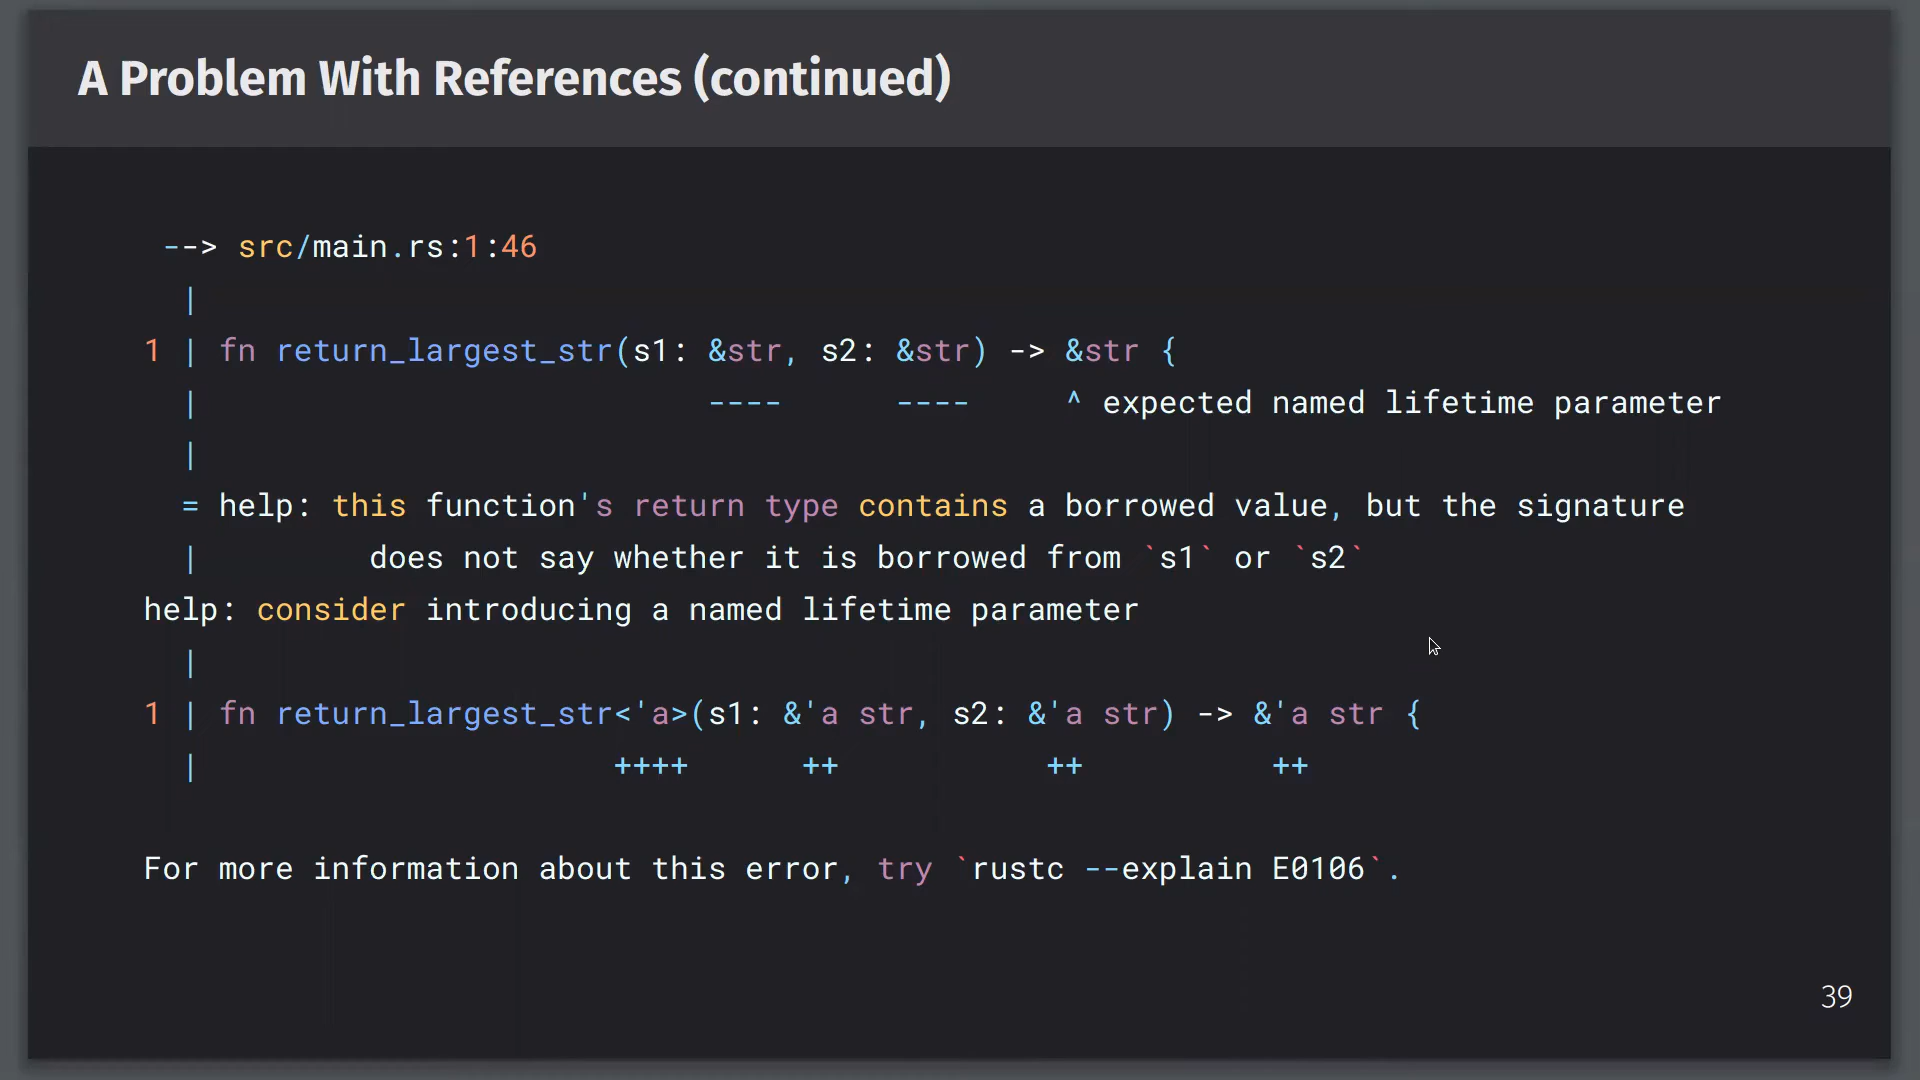 A Problem With References (continued)
--> src/main.rs:1:46
|
1 | fn return_largest_str(s1: &str, s2: &str) -> &str {
| ---- ---- ^ expected named lifetime parameter
|
= help: this function's return type contains a borrowed value, but the signature
| does not say whether it is borrowed from `s1` or `s2`
help: consider introducing a named lifetime parameter
|
1 | fn return_largest_str<'a>(s1: &'a str, s2: &'a str) -> &'a str {
| ++++ ++ ++ ++
For more information about this error, try `rustc --explain E0106`.
39